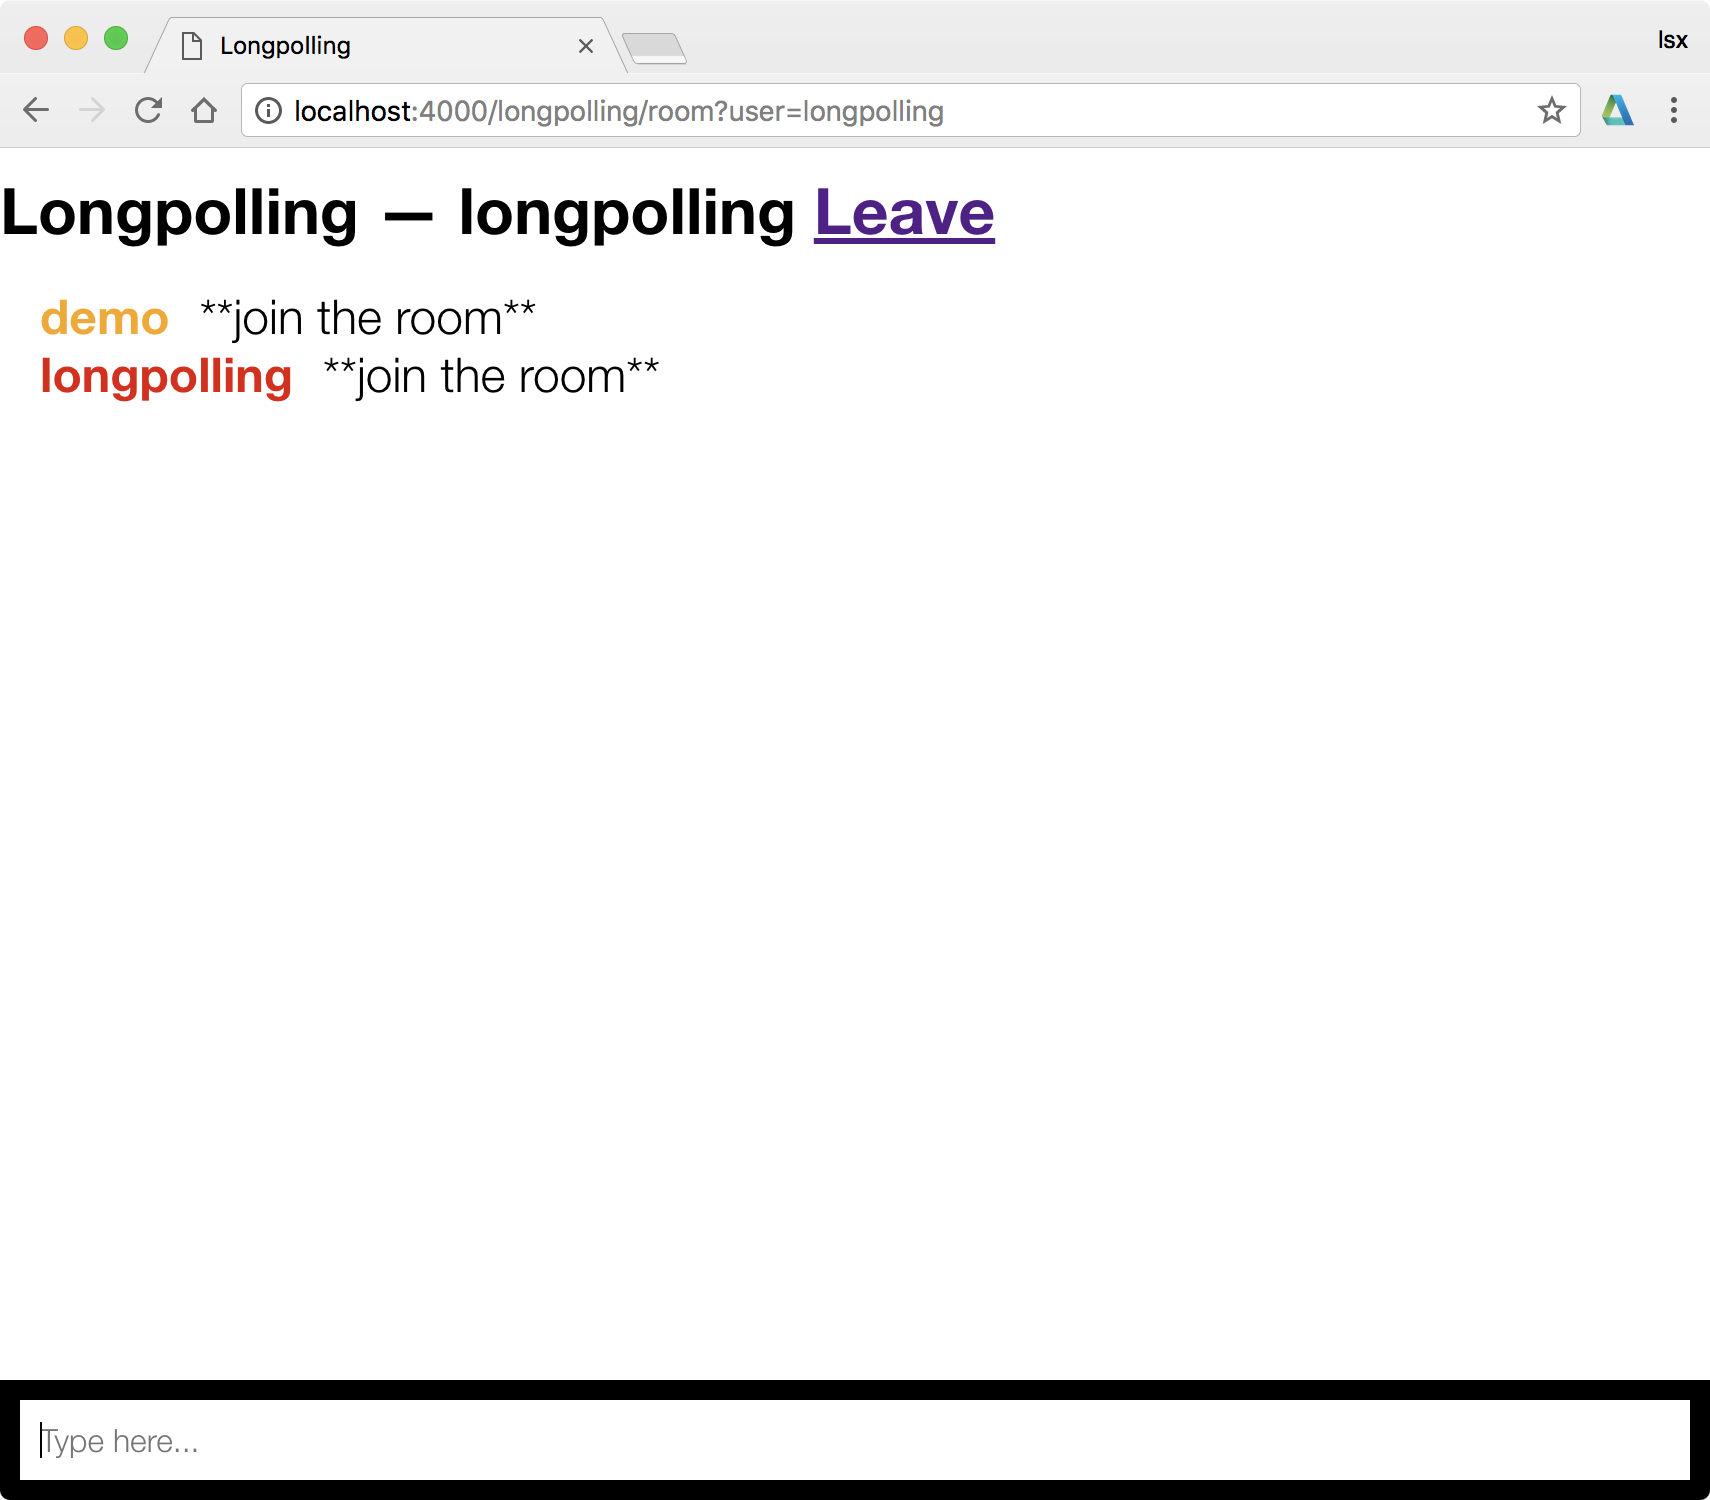 Longpolling
lsx
localhost:4000/longpolling/room?user=longpolling
Longpolling — longpolling Leave
demo **join the room**
longpolling **join the room**
Type here...